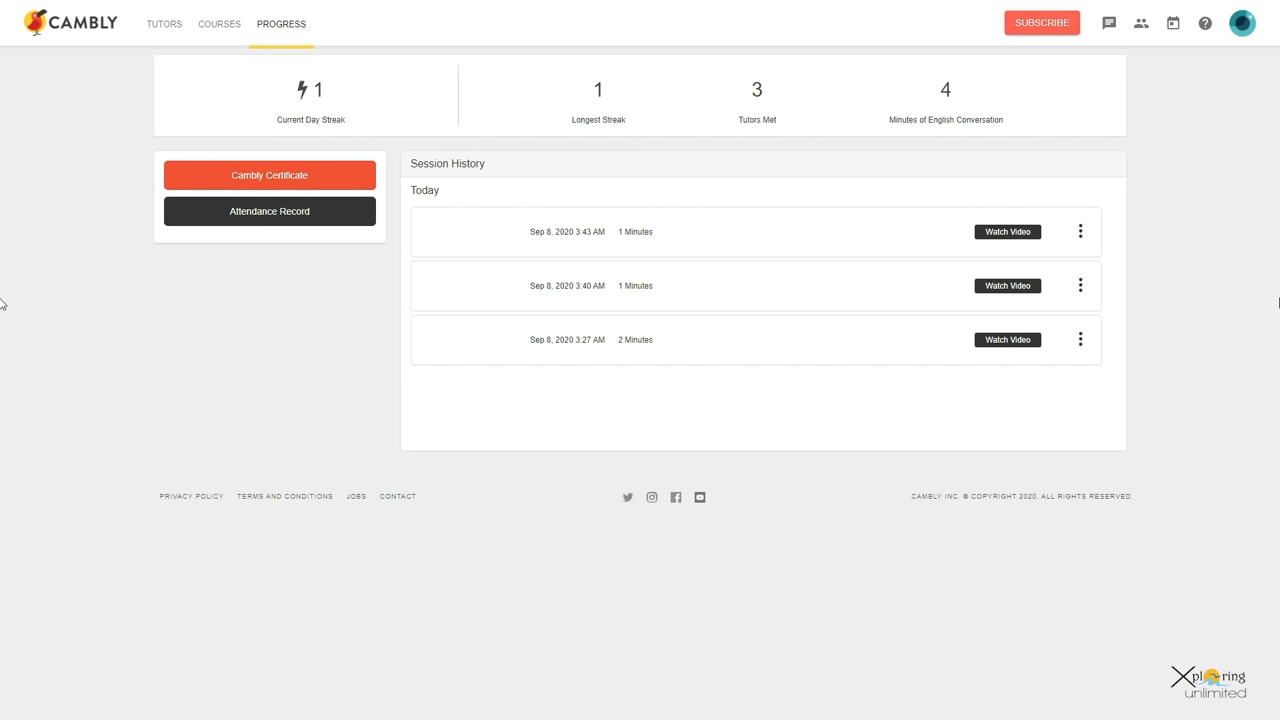 CAMBLY TUTORS COURSES PROGRESS SUBSCRIBE
1 1 3 4
Current Day Streak Longest Streak Tutors Met Minutes of English Conversation
Cambly Certificate
Attendance Record
Session History
Today
Sep 8, 2020 3:43 AM 1 Minutes Watch Video
Sep 8, 2020 3:40 AM 1 Minutes Watch Video
Sep 8, 2020 3:27 AM 2 Minutes Watch Video
PRIVACY POLICY TERMS AND CONDITIONS JOBS CONTACT CAMBLY INC. © COPYRIGHT 2020. ALL RIGHTS RESERVED.
Xploring
unlimited